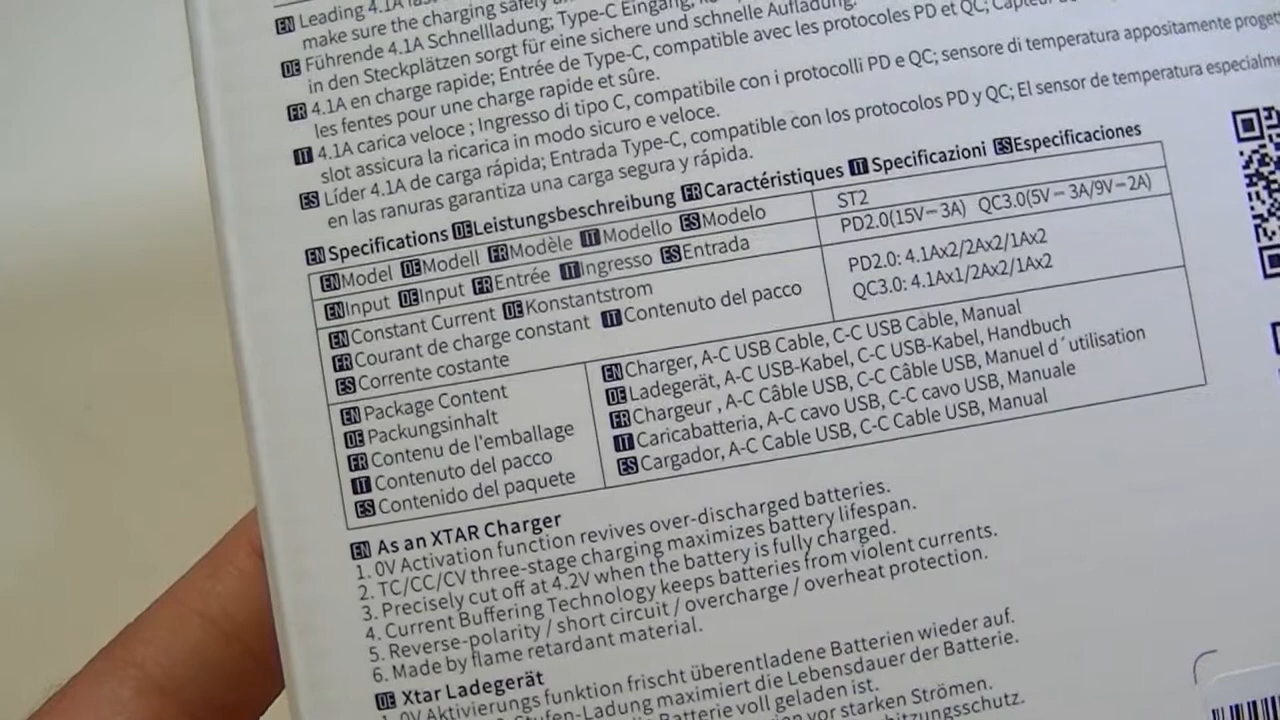 EN Leading 4.1A
make sure the charging safely
DE Führende 4.1A Schnellladung; Type-C Eingang,
in den Steckplätzen sorgt für eine sichere und schnelle Aufladung.
FR 4.1A en charge rapide; Entrée de Type-C, compatible avec les protocoles PD et QC;
les fentes pour une charge rapide et sûre.
IT 4.1A carica veloce ; Ingresso di tipo C, compatibile con i protocolli PD e QC; sensore di temperatura appositamente
slot assicura la ricarica in modo sicuro e veloce.
ES Líder 4.1A de carga rápida; Entrada Type-C, compatible con los protocolos PD y QC; El sensor de temperatura
en las ranuras garantiza una carga segura y rápida.
EN Specifications DE Leistungsbeschreibung FR Caractéristiques IT Specificazioni ES Especificaciones
EN Model DE Modell FR Modèle IT Modello ES Modelo ST2
EN Input DE Input FR Entrée IT Ingresso ES Entrada PD2.0(15V⎓3A) QC3.0(5V⎓3A/9V⎓2A)
EN Constant Current DE Konstantstrom
FR Courant de charge constant IT Contenuto del pacco
ES Corrente costante
PD2.0: 4.1Ax2/2Ax2/1Ax2
QC3.0: 4.1Ax1/2Ax2/1Ax2
EN Package Content
DE Packungsinhalt
FR Contenu de l'emballage
IT Contenuto del pacco
ES Contenido del paquete
EN Charger, A-C USB Cable, C-C USB Cable, Manual
DE Ladegerät, A-C USB-Kabel, C-C USB-Kabel, Handbuch
FR Chargeur , A-C Câble USB, C-C Câble USB, Manuel d´utilisation
IT Caricabatteria, A-C cavo USB, C-C cavo USB, Manuale
ES Cargador, A-C Cable USB, C-C Cable USB, Manual
EN As an XTAR Charger
1. 0V Activation function revives over-discharged batteries.
2. TC/CC/CV three-stage charging maximizes battery lifespan.
3. Precisely cut off at 4.2V when the battery is fully charged.
4. Current Buffering Technology keeps batteries from violent currents.
5. Reverse-polarity / short circuit / overcharge / overheat protection.
6. Made by flame retardant material.
DE Xtar Ladegerät
1. 0V Aktivierungs funktion frischt überentladene Batterien wieder auf.
Stufen-Ladung maximiert die Lebensdauer der Batterie.
Batterie voll geladen ist.
vor starken Strömen.